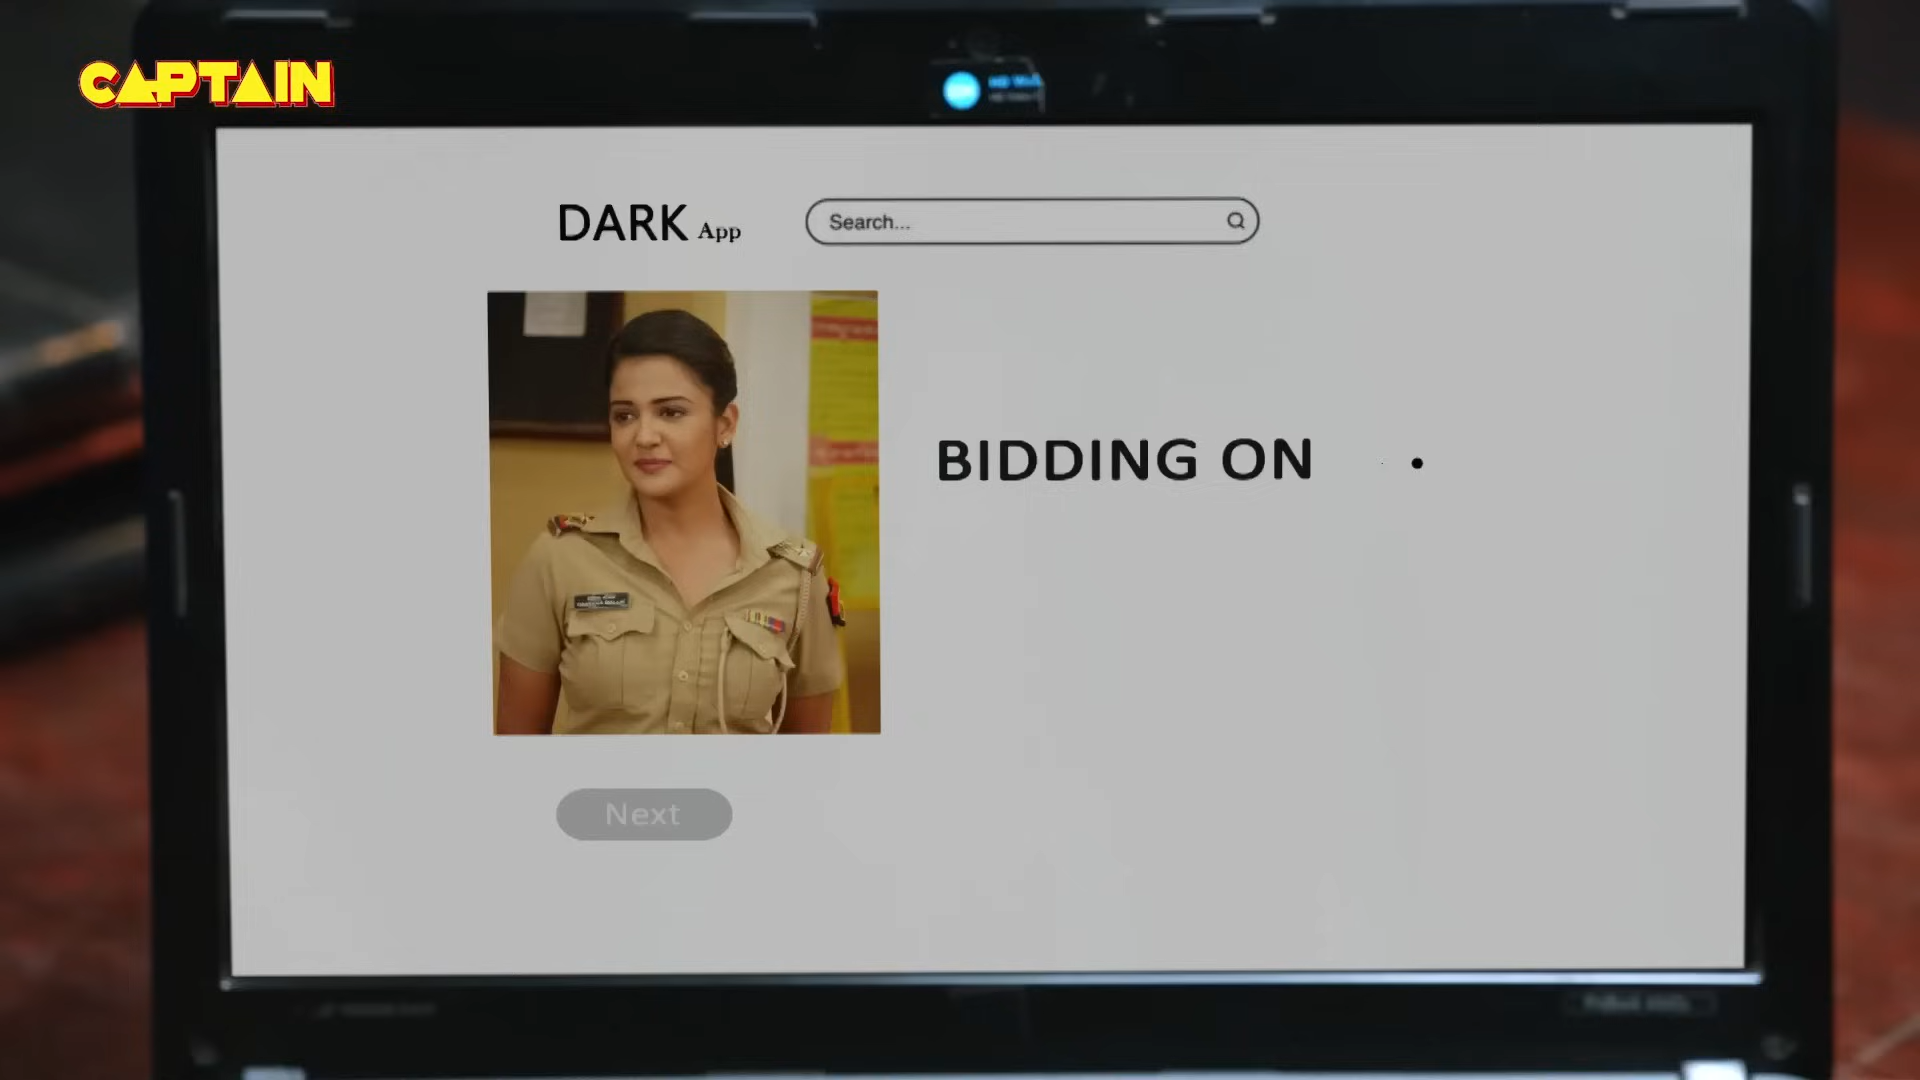 CAPTAIN
DARK App
Search...
BIDDING ON .
Next